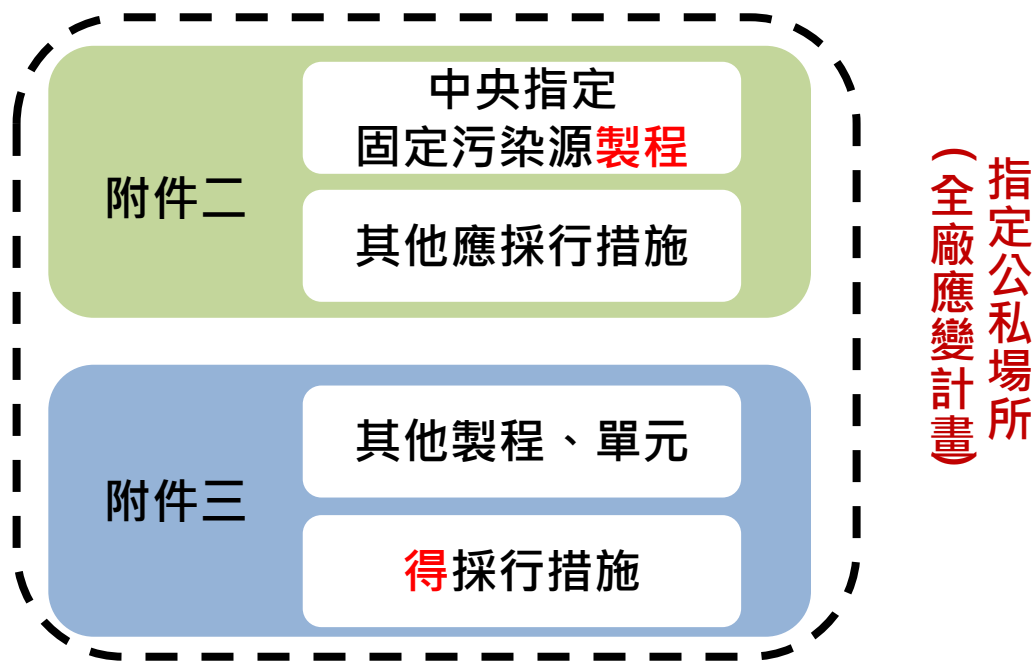 附件二
中央指定
固定污染源製程
其他應採行措施
附件三
其他製程、單元
得採行措施
指定公私場所
（全廠應變計畫）